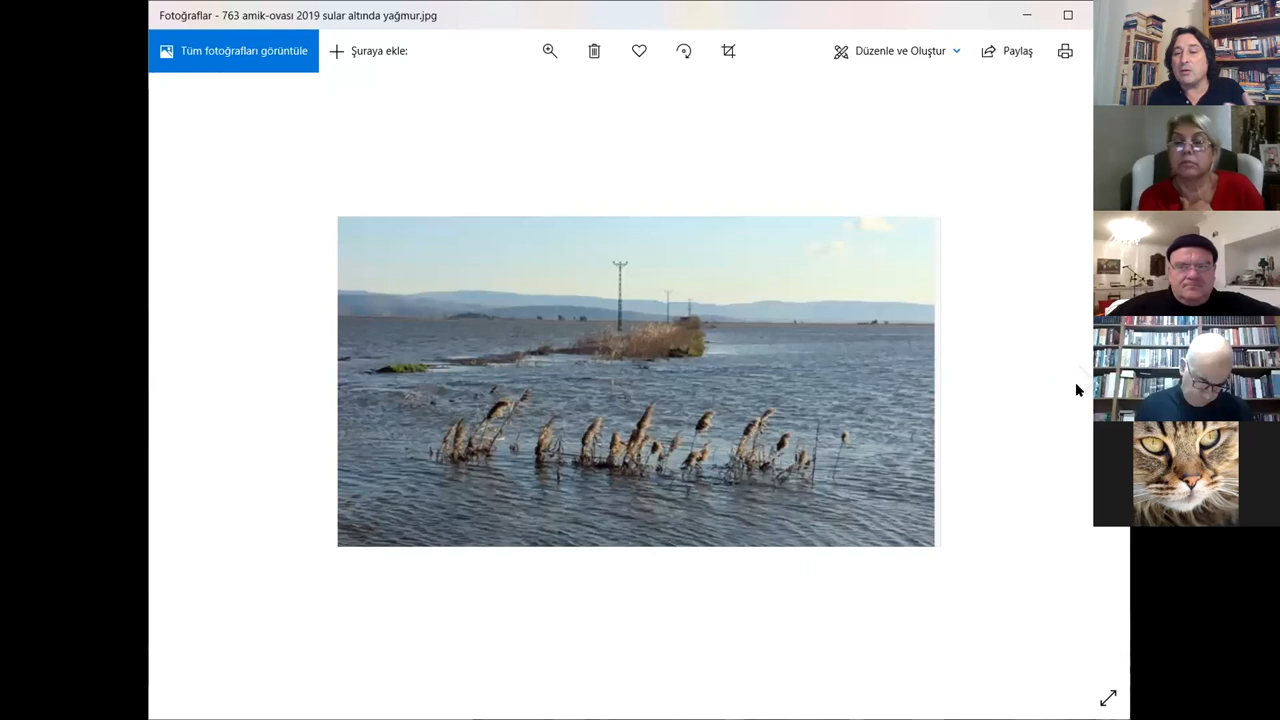 Fotoğraflar - 763 amik-ovası 2019 sular altında yağmur.jpg
Tüm fotoğrafları görüntüle
Şuraya ekle:
Düzenle ve Oluştur
Paylaş